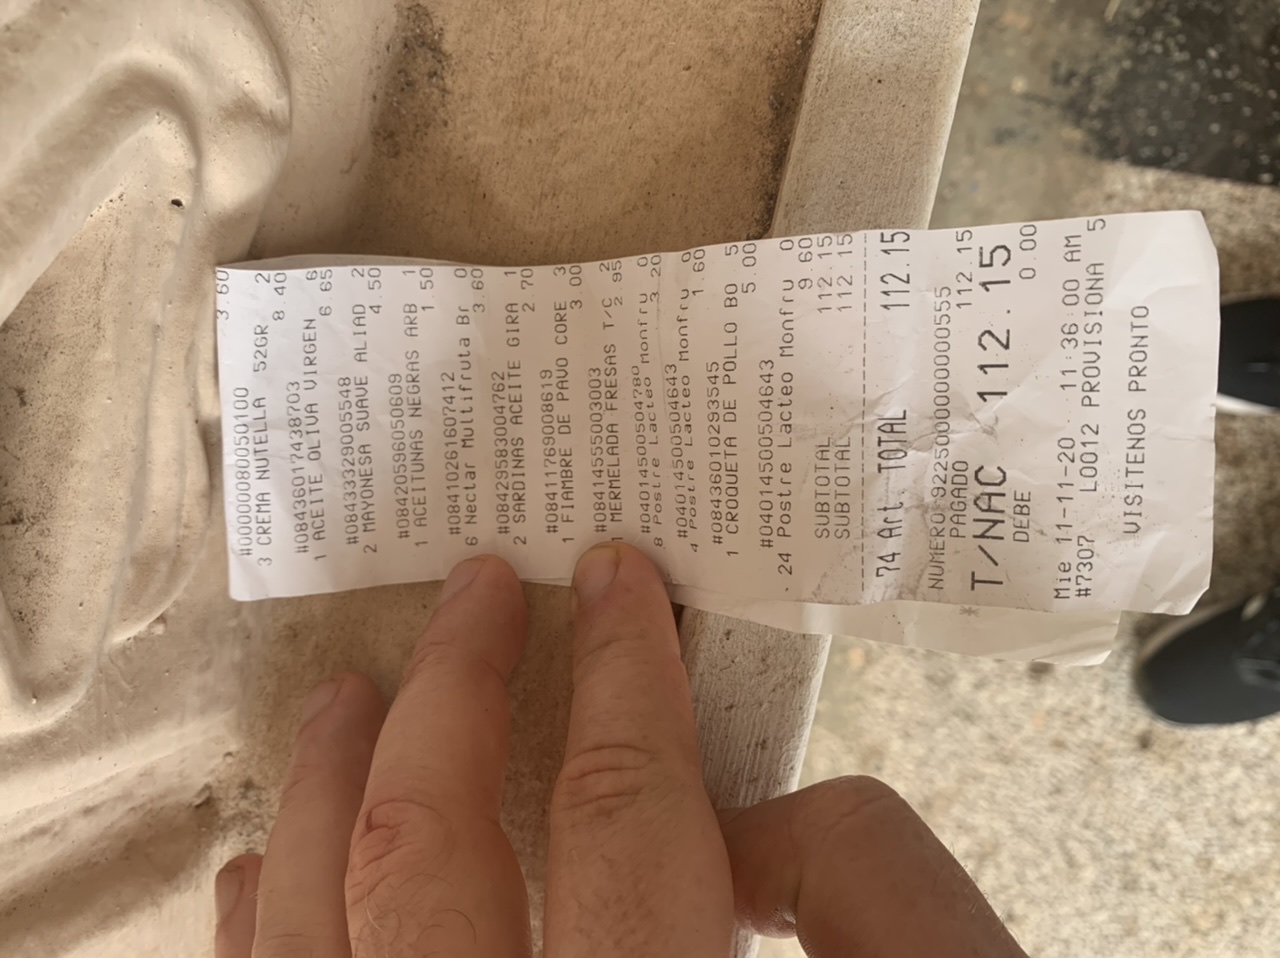 3.60
#000000080050100
3 CREMA NUTELLA 52GR 2
8.40
#08436017438703
1 ACEITE OLIVA VIRGEN 6
6.65
#08433329005548
2 MAYONESA SUAVE ALIAD 2
4.50
#08420596050609
1 ACEITUNAS NEGRAS ARB 1
1.50
#08410261607412
6 Nectar Multifruta Br 0
3.60
#08429583004762
2 SARDINAS ACEITE GIRA 1
2.70
#08411769008619
1 FIAMBRE DE PAVO CORE 3
3.00
#08414555003003
1 MERMELADA FRESAS T/C 2
2.95
#04014500504780
8 Postre Lacteo Monfru 0
3.20
#04014500504643
4 Postre Lacteo Monfru 0
1.60
#08436010293545
1 CROQUETA DE POLLO BO 5
5.00
#04014500504643
24 Postre Lacteo Monfru 0
9.60
SUBTOTAL 112.15
SUBTOTAL 112.15
74 Art TOTAL 112.15
PAGADO 112.15
T/NAC 112.15
DEBE 0.00
Mie 11-11-20 11:36:00 AM
#7307 L0012 PROVISIONA 5
VISITENOS PRONTO